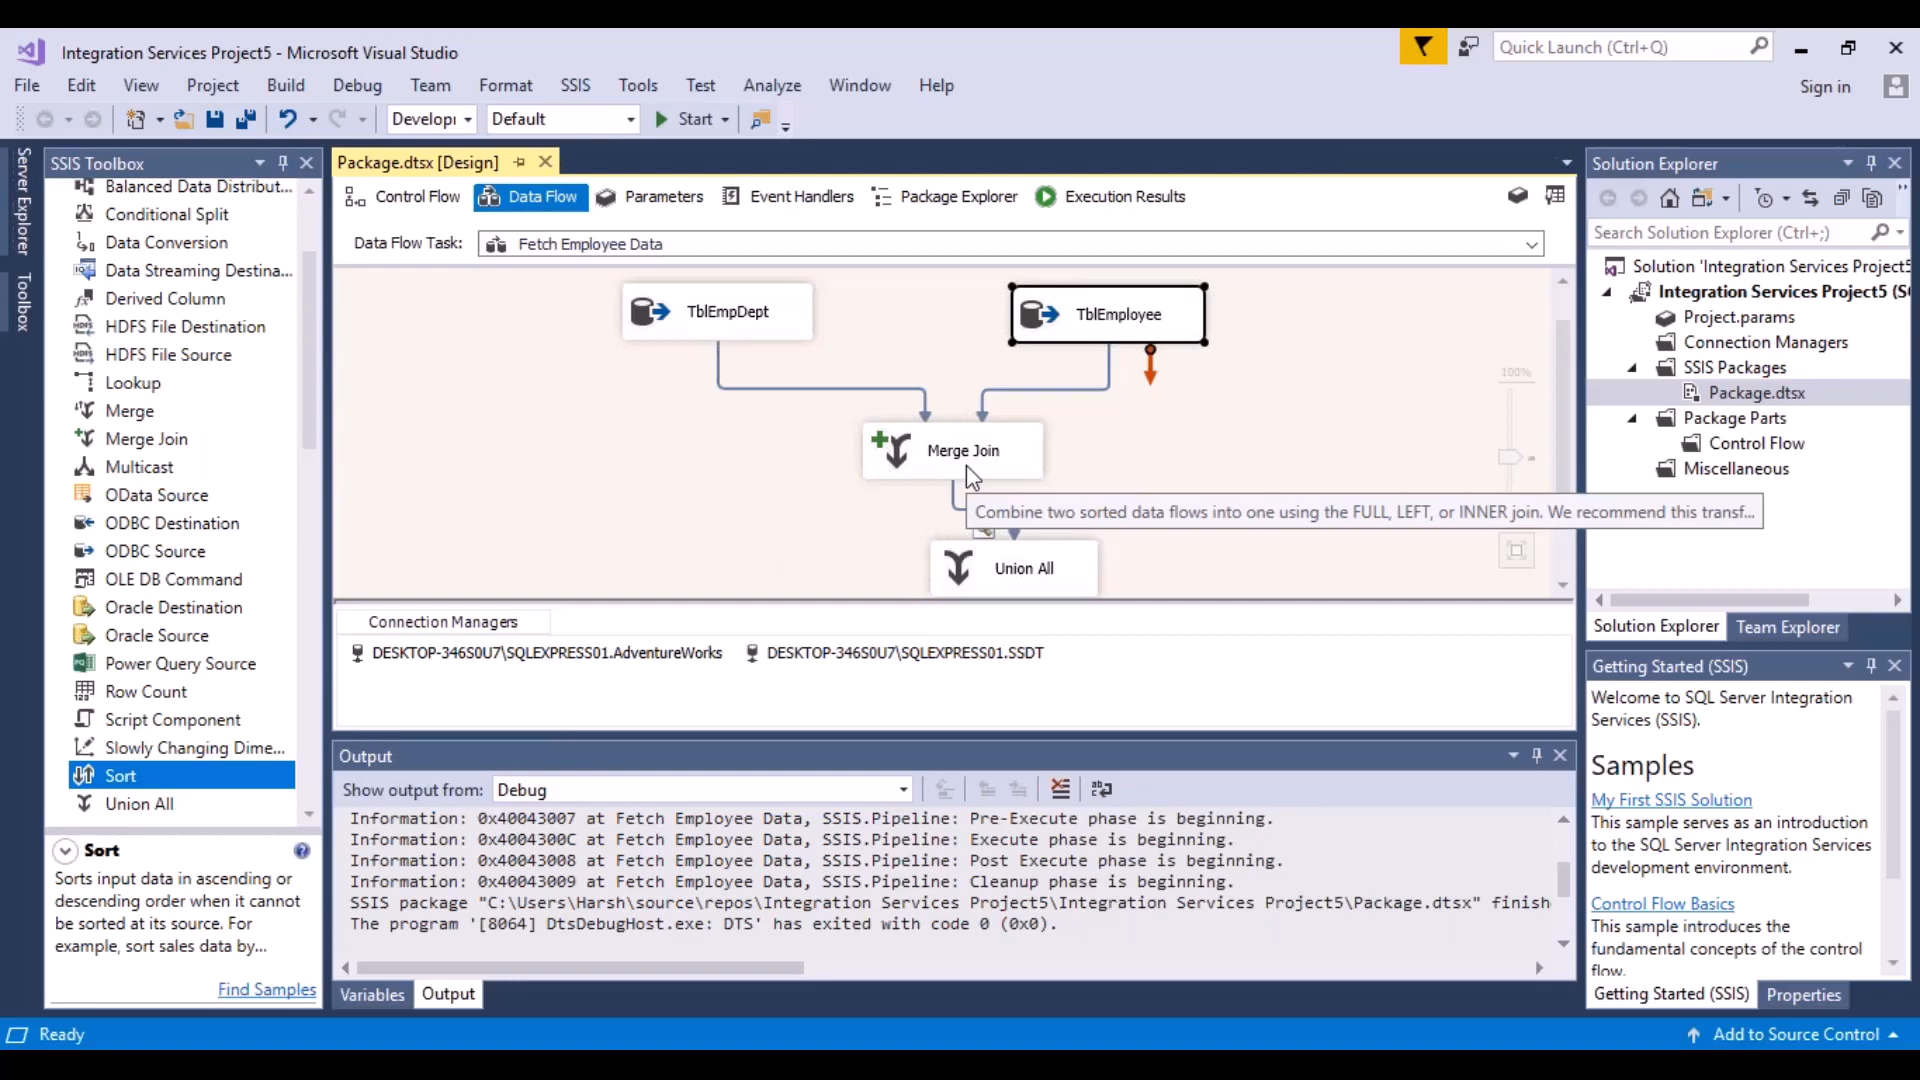 Integration Services Project5 - Microsoft Visual Studio
Quick Launch (Ctrl+Q)
File Edit View Project Build Debug Team Format SSIS Tools Test Analyze Window Help
Sign in
Develop Default Start
Server Explorer
Toolbox
SSIS Toolbox
Balanced Data Distribut...
Conditional Split
Data Conversion
Data Streaming Destina...
Derived Column
HDFS File Destination
HDFS File Source
Lookup
Merge
Merge Join
Multicast
OData Source
ODBC Destination
ODBC Source
OLE DB Command
Oracle Destination
Oracle Source
Power Query Source
Row Count
Script Component
Slowly Changing Dime...
Sort
Union All
Sort
Sorts input data in ascending or
descending order when it cannot
be sorted at its source. For
example, sort sales data by...
Find Samples
Package.dtsx [Design]
Control Flow Data Flow Parameters Event Handlers Package Explorer Execution Results
Data Flow Task: Fetch Employee Data
TblEmpDept
TblEmployee
100%
Merge Join
Combine two sorted data flows into one using the FULL, LEFT, or INNER join. We recommend this transf...
Union All
Connection Managers
DESKTOP-346S0U7\SQLEXPRESS01.AdventureWorks DESKTOP-346S0U7\SQLEXPRESS01.SSDT
Output
Show output from: Debug
Information: 0x40043007 at Fetch Employee Data, SSIS.Pipeline: Pre-Execute phase is beginning.
Information: 0x4004300C at Fetch Employee Data, SSIS.Pipeline: Execute phase is beginning.
Information: 0x40043008 at Fetch Employee Data, SSIS.Pipeline: Post Execute phase is beginning.
Information: 0x40043009 at Fetch Employee Data, SSIS.Pipeline: Cleanup phase is beginning.
SSIS package "C:\Users\Harsh\source\repos\Integration Services Project5\Integration Services Project5\Package.dtsx" finish
The program '[8064] DtsDebugHost.exe: DTS' has exited with code 0 (0x0).
Variables Output
Solution Explorer
Search Solution Explorer (Ctrl+;)
Solution 'Integration Services Project5
Integration Services Project5 (S
Project.params
Connection Managers
SSIS Packages
Package.dtsx
Package Parts
Control Flow
Miscellaneous
Solution Explorer Team Explorer
Getting Started (SSIS)
Welcome to SQL Server Integration
Services (SSIS).
Samples
My First SSIS Solution
This sample serves as an introduction
to the SQL Server Integration Services
development environment.
Control Flow Basics
This sample introduces the
fundamental concepts of the control
flow.
Getting Started (SSIS) Properties
Ready
Add to Source Control